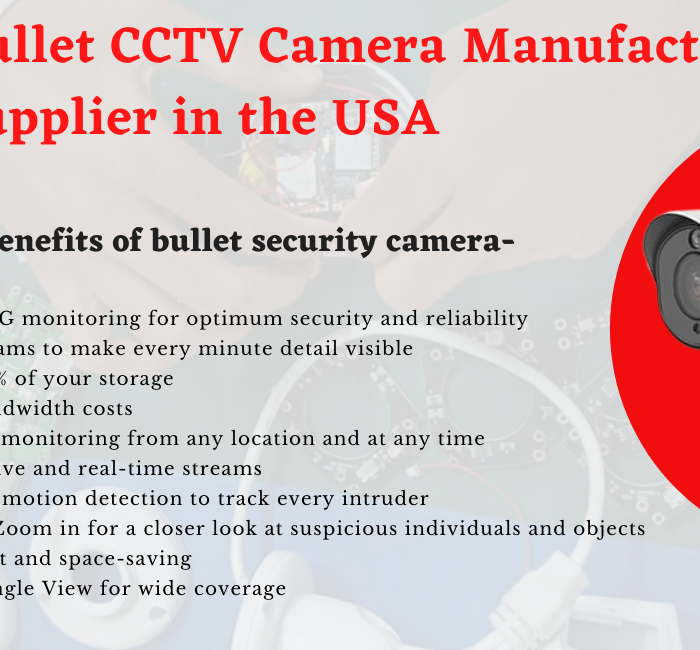 ullet CCTV Camera Manufact
upplier in the USA
enefits of bullet security camera-
G monitoring for optimum security and reliability
ams to make every minute detail visible
% of your storage
dwidth costs
monitoring from any location and at any time
ve and real-time streams
motion detection to track every intruder
Zoom in for a closer look at suspicious individuals and objects
t and space-saving
ngle View for wide coverage